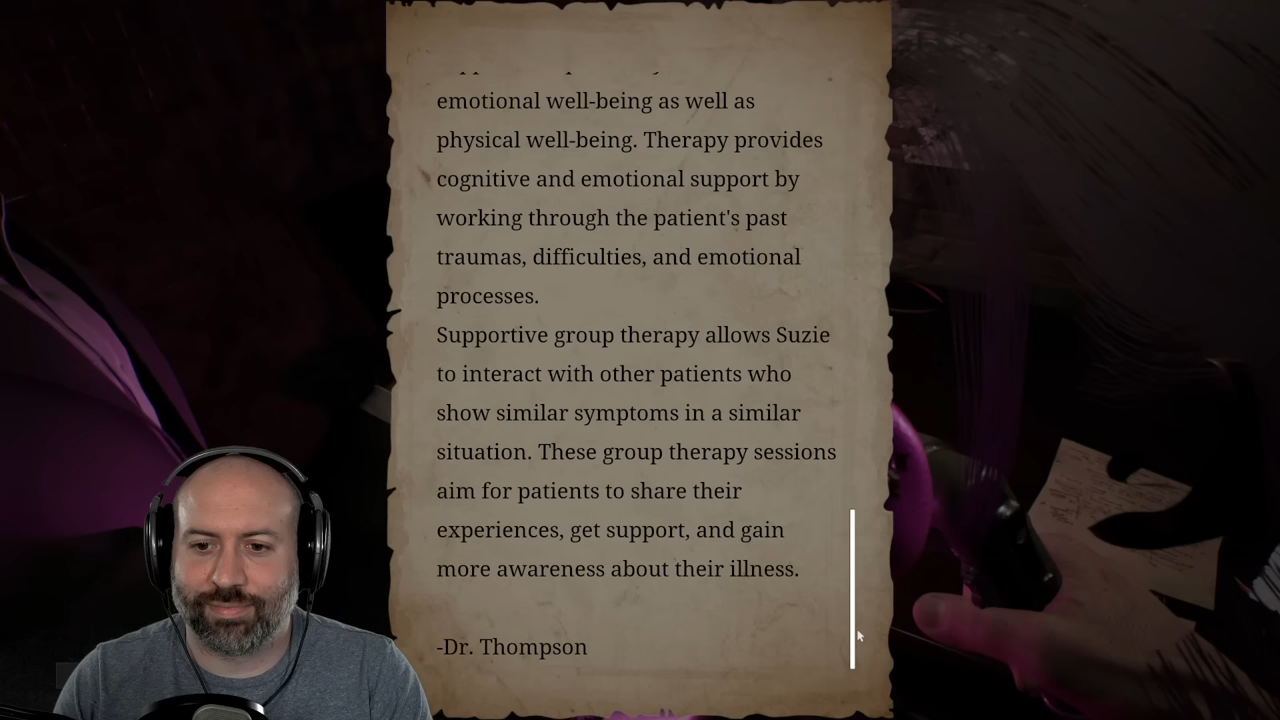 emotional well-being as well as
physical well-being. Therapy provides
cognitive and emotional support by
working through the patient's past
traumas, difficulties, and emotional
processes.
Supportive group therapy allows Suzie
to interact with other patients who
show similar symptoms in a similar
situation. These group therapy sessions
aim for patients to share their
experiences, get support, and gain
more awareness about their illness.
-Dr. Thompson